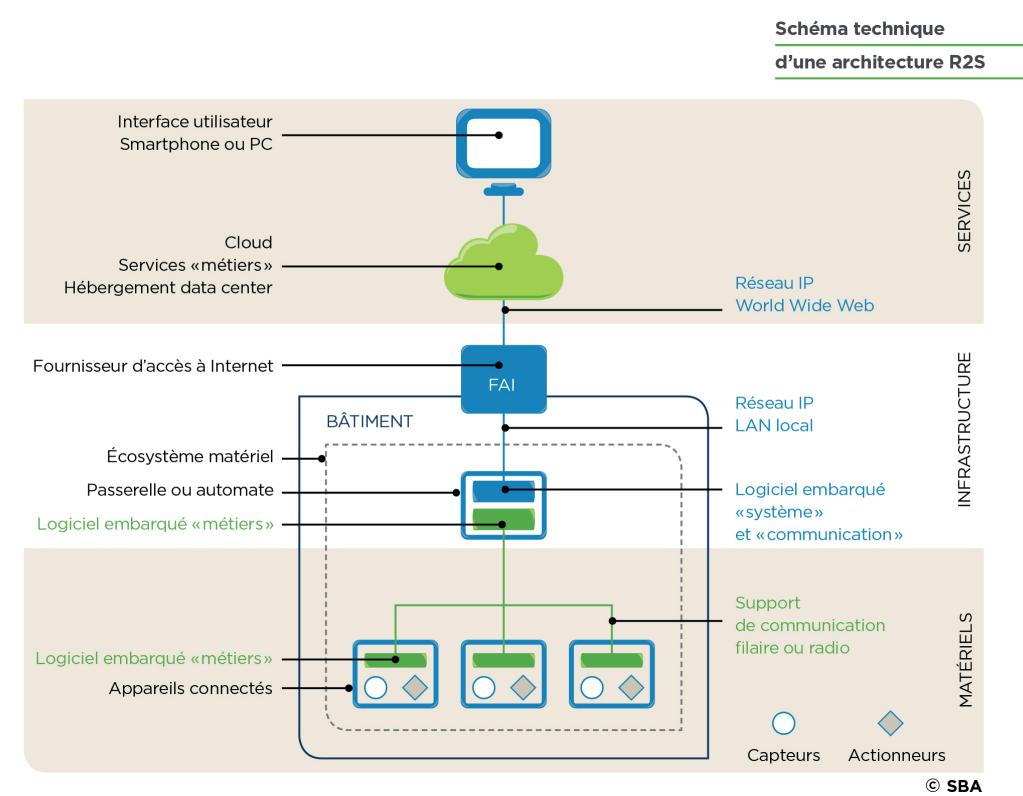 Schéma technique
d’une architecture R2S
Interface utilisateur
Smartphone ou PC
SERVICES
Cloud
Services «métiers»
Hébergement data center
Réseau IP
World Wide Web
Fournisseur d’accès à Internet
FAI
INFRASTRUCTURE
BÂTIMENT
Réseau IP
LAN local
Écosystème matériel
Passerelle ou automate
Logiciel embarqué «métiers»
Logiciel embarqué
«système»
et «communication»
Support
de communication
filaire ou radio
MATÉRIELS
Logiciel embarqué «métiers»
Appareils connectés
Capteurs
Actionneurs
© SBA